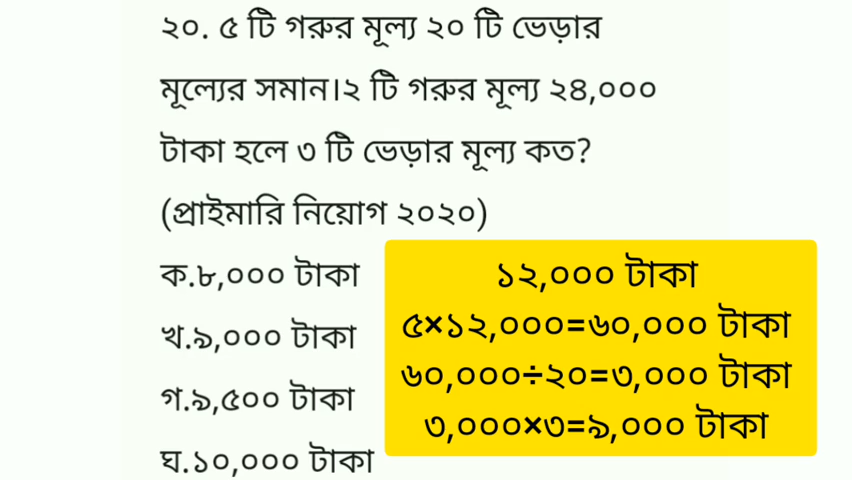 ২০. ৫ টি গরুর মূল্য ২০ টি ভেড়ার
মূল্যের সমান।২ টি গরুর মূল্য ২৪,০০০
টাকা হলে ৩ টি ভেড়ার মূল্য কত?
(প্রাইমারি নিয়োগ ২০২০)
ক.৮,০০০ টাকা
খ.৯,০০০ টাকা
গ.৯,৫০০ টাকা
ঘ.১০,০০০ টাকা
১২,০০০ টাকা
৫×১২,০০০=৬০,০০০ টাকা
৬০,০০০÷২০=৩,০০০ টাকা
৩,০০০×৩=৯,০০০ টাকা